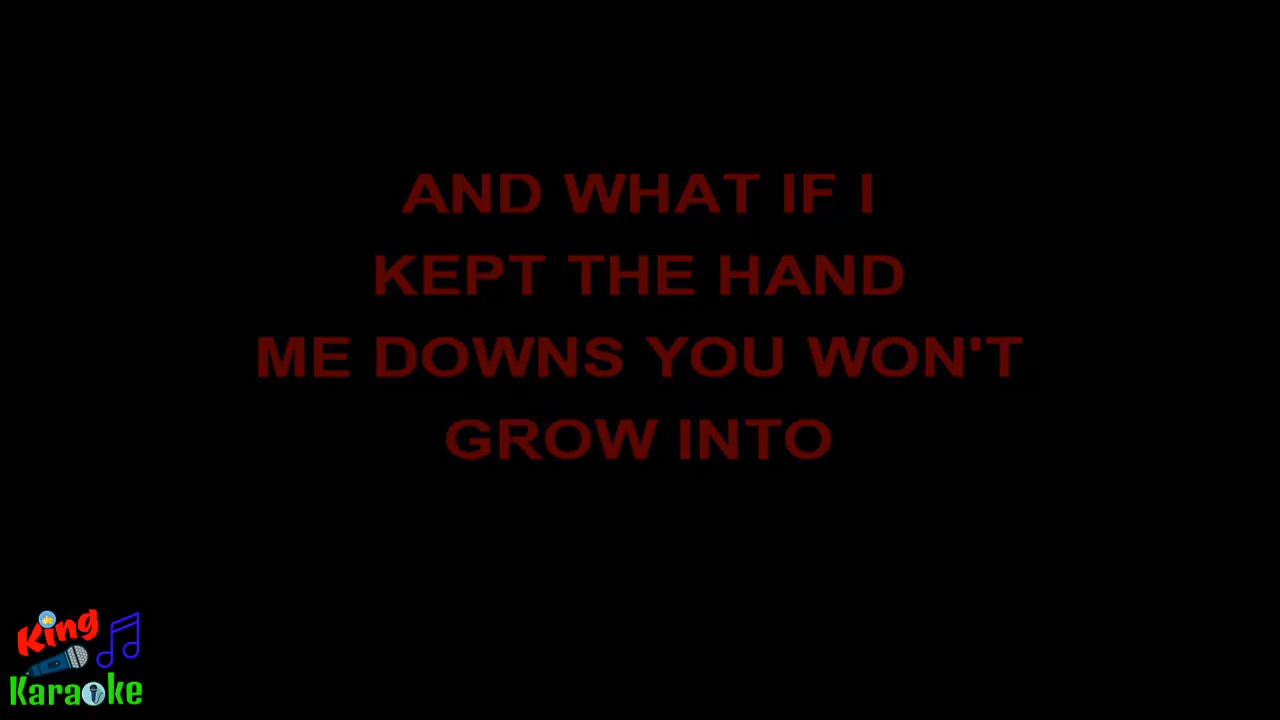 AND WHAT IF I
KEPT THE HAND
ME DOWNS YOU WON'T
GROW INTO
King
Karaoke